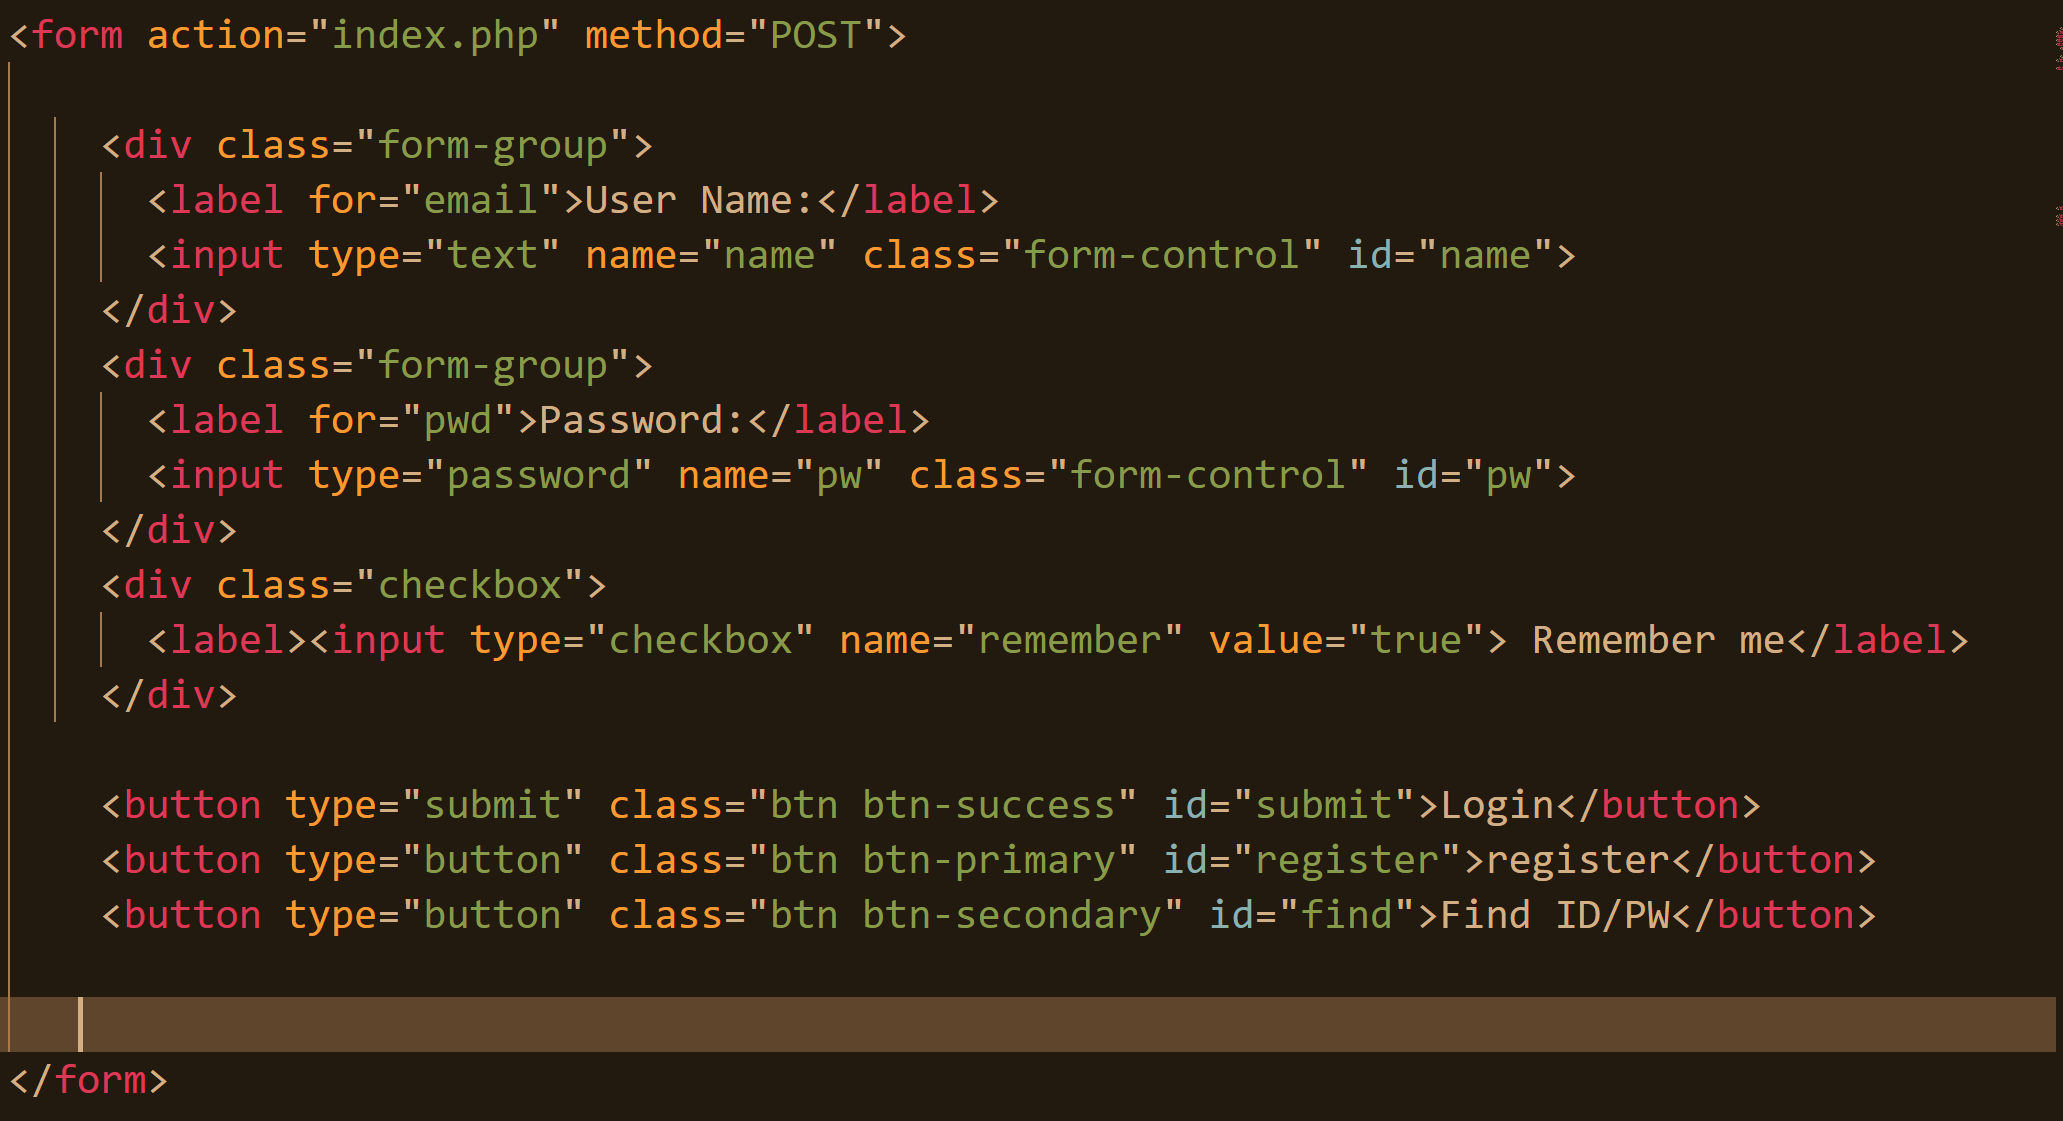 <form action="index.php" method="POST">
<div class="form-group">
<label for="email">User Name:</label>
<input type="text" name="name" class="form-control" id="name">
</div>
<div class="form-group">
<label for="pwd">Password:</label>
<input type="password" name="pw" class="form-control" id="pw">
</div>
<div class="checkbox">
<label><input type="checkbox" name="remember" value="true"> Remember me</label>
</div>
<button type="submit" class="btn btn-success" id="submit">Login</button>
<button type="button" class="btn btn-primary" id="register">register</button>
<button type="button" class="btn btn-secondary" id="find">Find ID/PW</button>
</form>